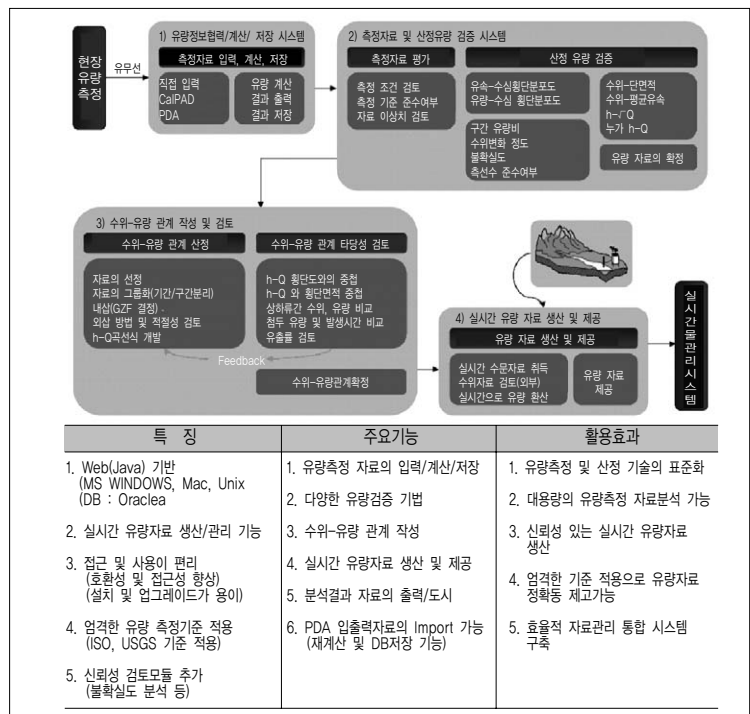 현장
유량
측정
유무선
1) 유량정보협력/계산/ 저장 시스템
측정자료 입력, 계산, 저장
직접 입력
CalPAD
PDA
유량 계산
결과 출력
결과 저장
2) 측정자료 및 산정유량 검증 시스템
측정자료 평가
측정 조건 검토
측정 기준 준수여부
자료 이상치 검토
산정 유량 검증
유속-수심횡단분포도
유량-수심 횡단분포도
구간 유량비
수위변화 정도
불확실도
측선수 준수여부
수위-단면적
수위-평균유속
h-√Q
누가 h-Q
유량 자료의 확정
3) 수위-유량 관계 작성 및 검토
수위-유량 관계 산정
자료의 선정
자료의 그룹화(기간/구간분리)
내삽(GZF 결정)
외삽 방법 및 적절성 검토
h-Q곡선식 개발
수위-유량 관계 타당성 검토
h-Q 횡단도와의 중첩
h-Q 와 횡단면적 중첩
상하류간 수위, 유량 비교
첨두 유량 및 발생시간 비교
유출률 검토
Feedback
수위-유량관계확정
4) 실시간 유량 자료 생산 및 제공
유량 자료 생산 및 제공
실시간 수문자료 취득
수위자료 검토(외부)
실시간으로 유량 환산
유량 자료
제공
실시간물관리시스템
특 징
1. Web(Java) 기반
(MS WINDOWS, Mac, Unix
(DB : Oraclea
2. 실시간 유량자료 생산/관리 기능
3. 접근 및 사용이 편리
(호환성 및 접근성 향상)
(설치 및 업그레이드가 용이)
4. 엄격한 유량 측정기준 적용
(ISO, USGS 기준 적용)
5. 신뢰성 검토모듈 추가
(불확실도 분석 등)
주요기능
1. 유량측정 자료의 입력/계산/저장
2. 다양한 유량검증 기법
3. 수위-유량 관계 작성
4. 실시간 유량자료 생산 및 제공
5. 분석결과 자료의 출력/도시
6. PDA 입출력자료의 Import 가능
(재계산 및 DB저장 기능)
활용효과
1. 유량측정 및 산정 기술의 표준화
2. 대용량의 유량측정 자료분석 가능
3. 신뢰성 있는 실시간 유량자료
생산
4. 엄격한 기준 적용으로 유량자료
정확동 제고가능
5. 효율적 자료관리 통합 시스템
구축